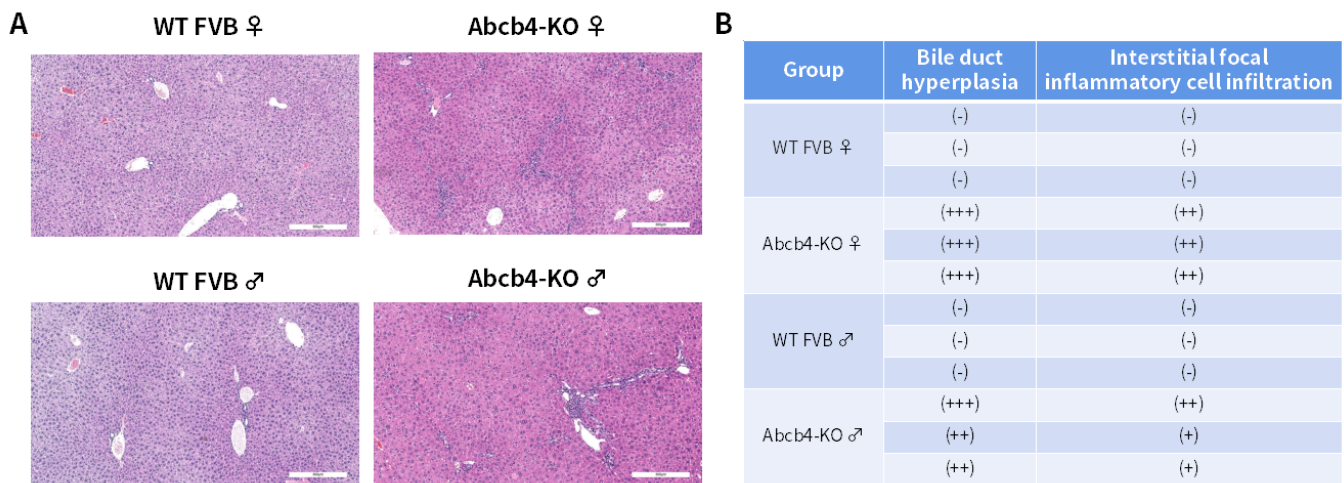 A
WT FVB ♀
Abcb4-KO ♀
WT FVB ♂
Abcb4-KO ♂
B
Group
Bile duct
hyperplasia
Interstitial focal
inflammatory cell infiltration
WT FVB ♀
(-)
(-)
(-)
(-)
(-)
(-)
Abcb4-KO ♀
(+++)
(++)
(+++)
(++)
(+++)
(++)
WT FVB ♂
(-)
(-)
(-)
(-)
(-)
(-)
Abcb4-KO ♂
(+++)
(++)
(++)
(+)
(++)
(+)